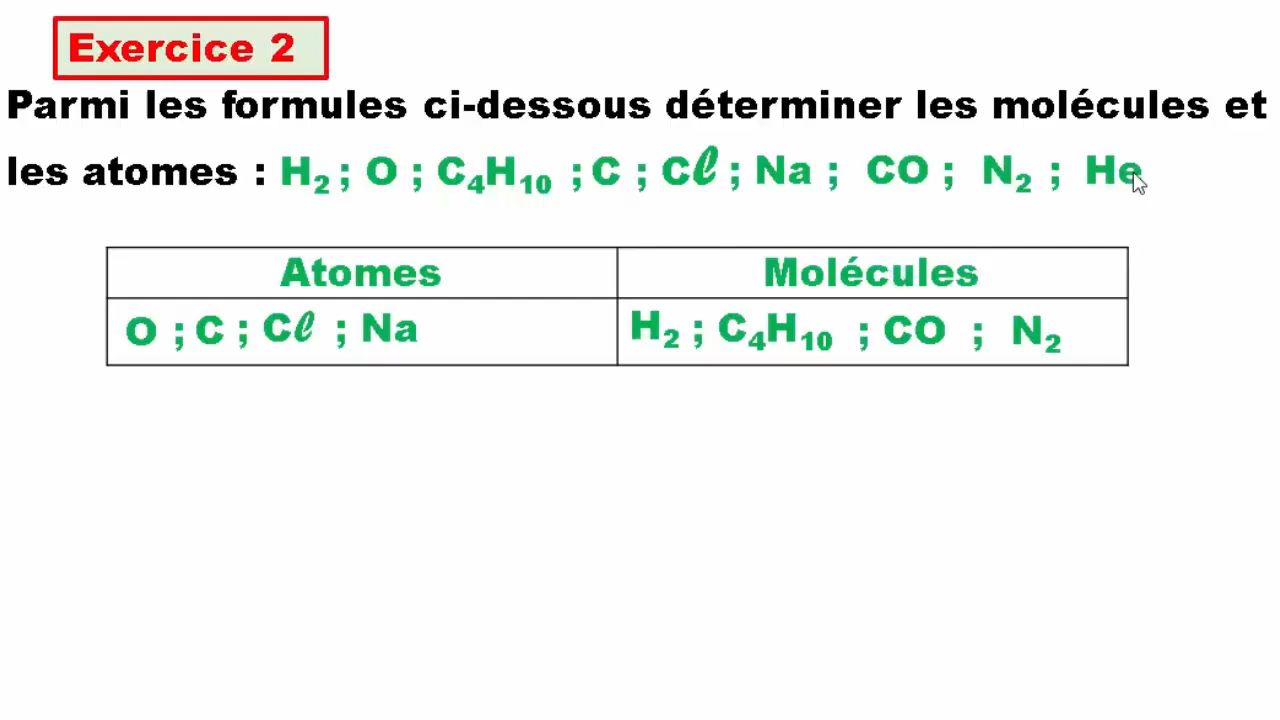 Exercice 2
Parmi les formules ci-dessous déterminer les molécules et
les atomes : H₂ ; O ; C₄H₁₀ ; C ; Cℓ ; Na ; CO ; N₂ ; He
Atomes Molécules
O ; C ; Cℓ ; Na H₂ ; C₄H₁₀ ; CO ; N₂